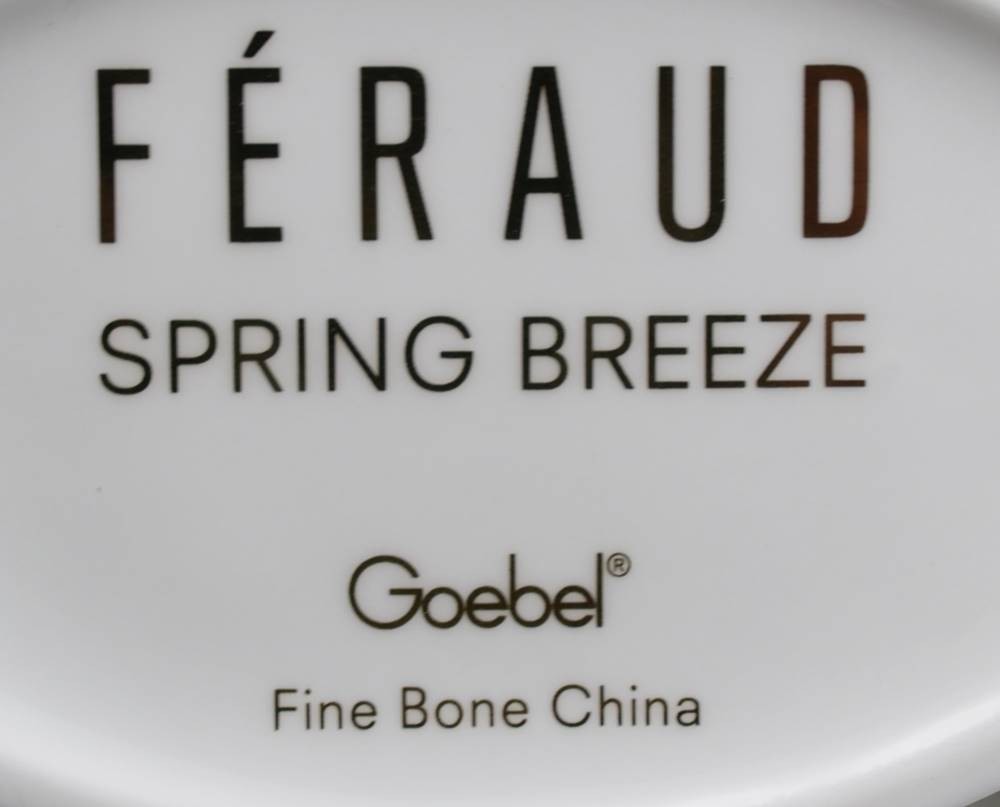 FÉRAUD
SPRING BREEZE
Goebel®
Fine Bone China